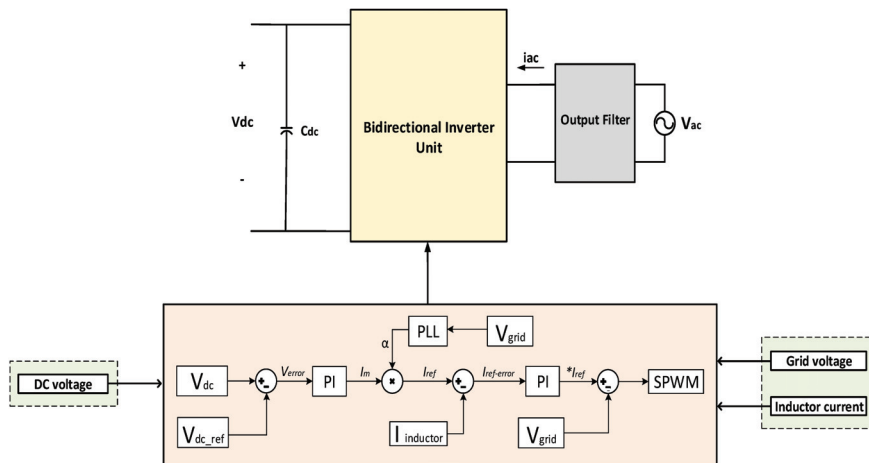 +
Vdc
-
Cdc
Bidirectional Inverter
Unit
iac
Output Filter
Vac
DC voltage
Vdc
Vdc_ref
+-
Verror
PI
Im
α
PLL
Vgrid
×
Iref
+-
I inductor
Iref-error
PI
*Iref
+-
Vgrid
SPWM
Grid voltage
Inductor current